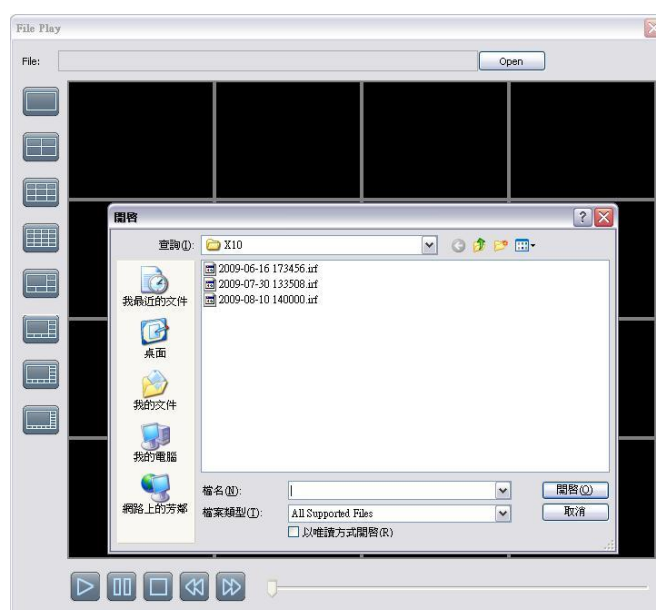 File Play
File:
Open
開啓
查詢(I):
X10
2009-06-16 173456.irf
2009-07-30 133508.irf
2009-08-10 140000.irf
我最近的文件
桌面
我的文件
我的電腦
網路上的芳鄰
檔名(N):
開啓(O)
檔案類型(T):
All Supported Files
取消
以唯讀方式開啓(R)